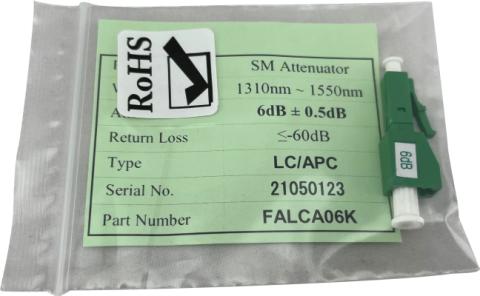 RoHS
SM Attenuator
1310nm ~ 1550nm
6dB ± 0.5dB
Return Loss ≤-60dB
Type LC/APC
Serial No. 21050123
Part Number FALCA06K
6dB